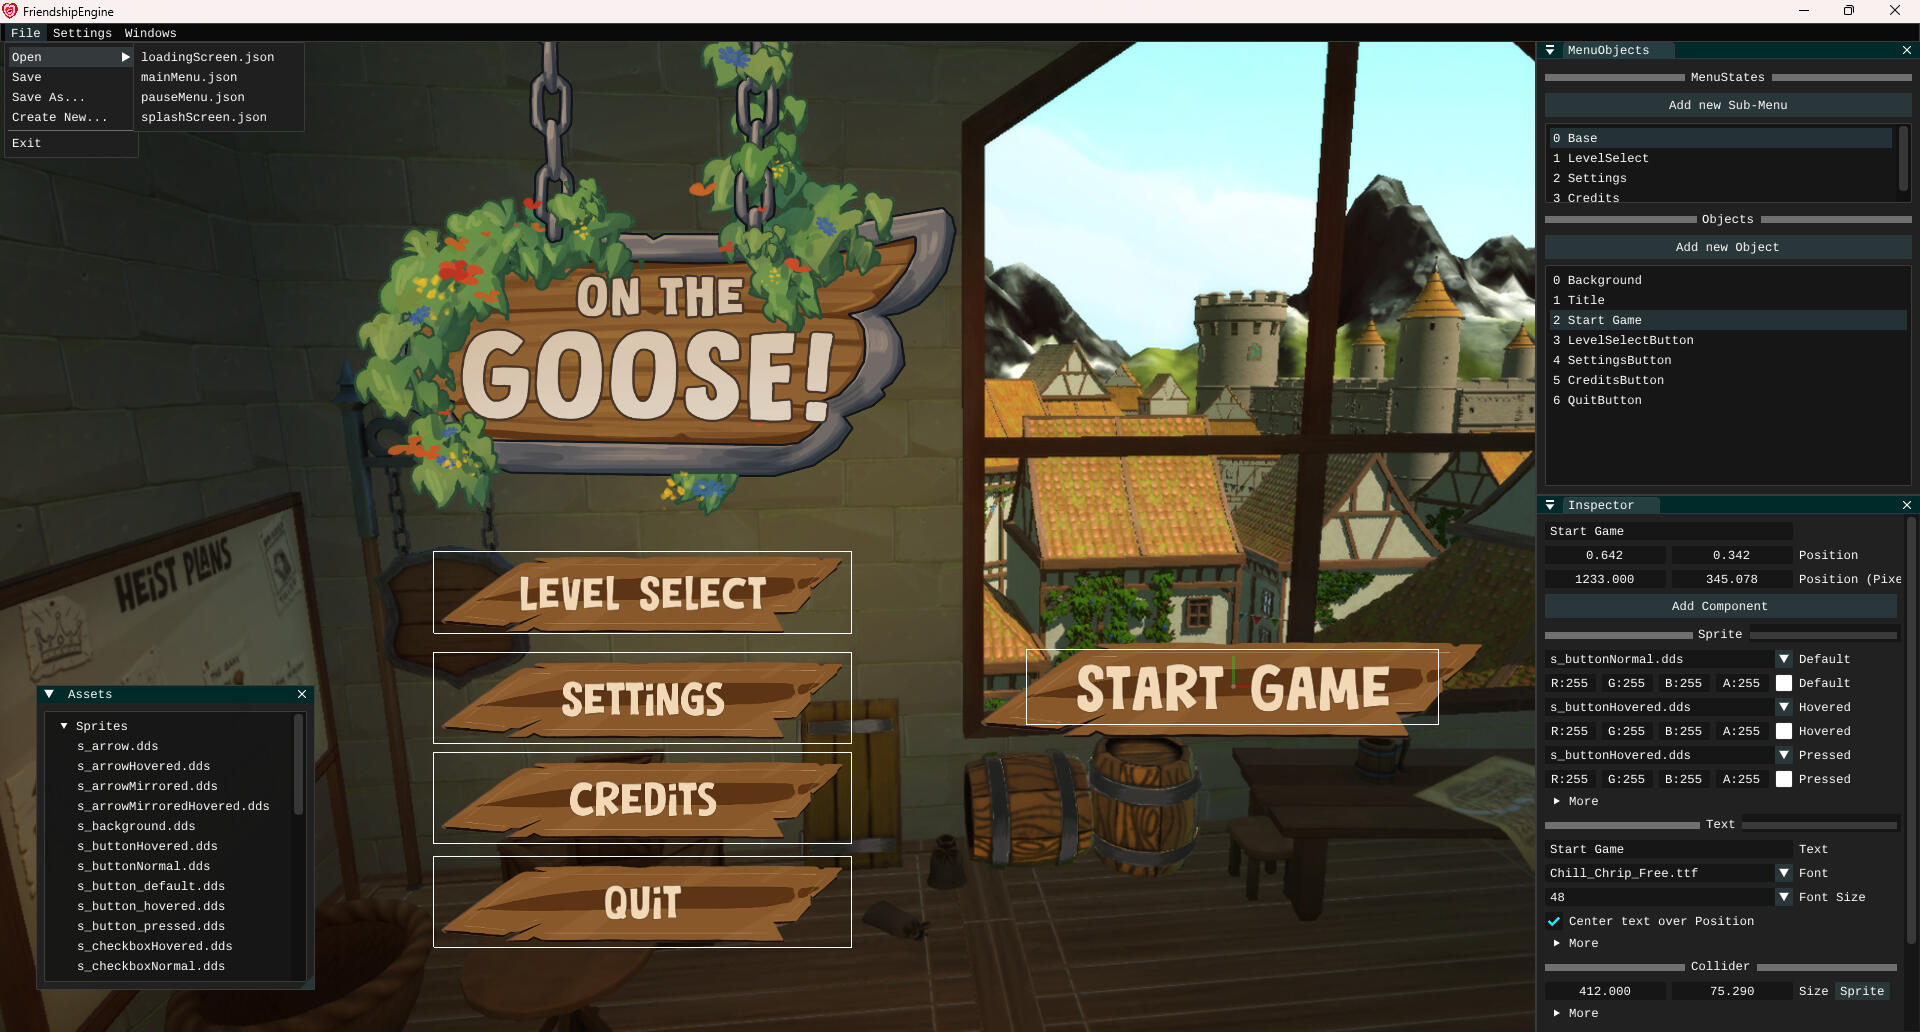 FriendshipEngine
File Settings Windows
Open
Save
Save As...
Create New...
Exit
loadingScreen.json
mainMenu.json
pauseMenu.json
splashScreen.json
ON THE
GOOSE!
HEIST PLANS
LEVEL SELECT
SETTINGS
CREDITS
QUIT
START GAME
Assets
Sprites
s_arrow.dds
s_arrowHovered.dds
s_arrowMirrored.dds
s_arrowMirroredHovered.dds
s_background.dds
s_buttonHovered.dds
s_buttonNormal.dds
s_button_default.dds
s_button_hovered.dds
s_button_pressed.dds
s_checkboxHovered.dds
s_checkboxNormal.dds
MenuObjects
MenuStates
Add new Sub-Menu
0 Base
1 LevelSelect
2 Settings
3 Credits
Objects
Add new Object
0 Background
1 Title
2 Start Game
3 LevelSelectButton
4 SettingsButton
5 CreditsButton
6 QuitButton
Inspector
Start Game
0.642 0.342 Position
1233.000 345.078 Position (Pixe
Add Component
Sprite
s_buttonNormal.dds Default
R:255 G:255 B:255 A:255 Default
s_buttonHovered.dds Hovered
R:255 G:255 B:255 A:255 Hovered
s_buttonHovered.dds Pressed
R:255 G:255 B:255 A:255 Pressed
More
Text
Start Game Text
Chill_Chrip_Free.ttf Font
48 Font Size
Center text over Position
More
Collider
412.000 75.290 Size Sprite
More